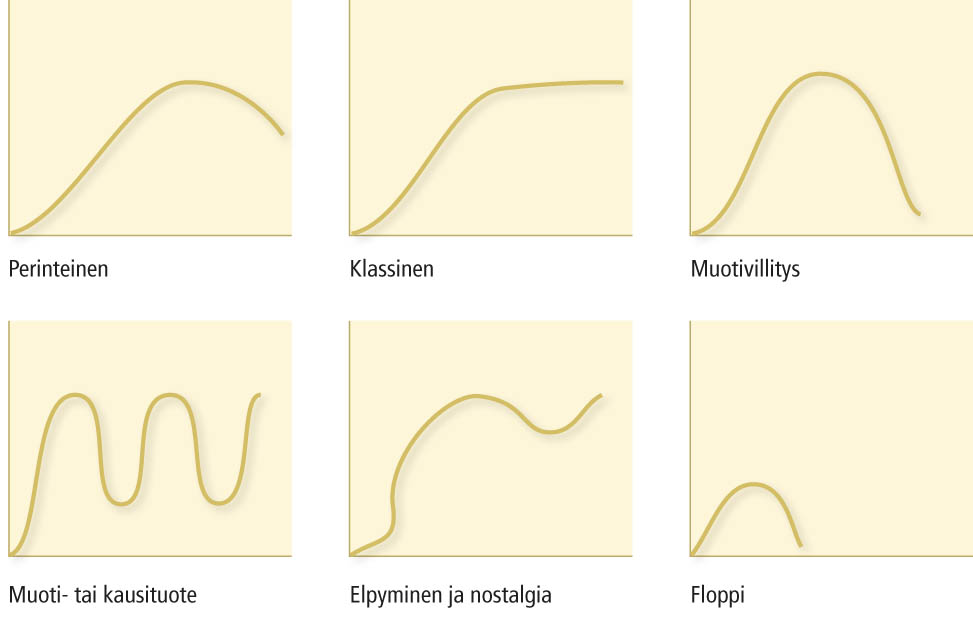 Perinteinen
Klassinen
Muotivillitys
Muoti- tai kausituote
Elpyminen ja nostalgia
Floppi